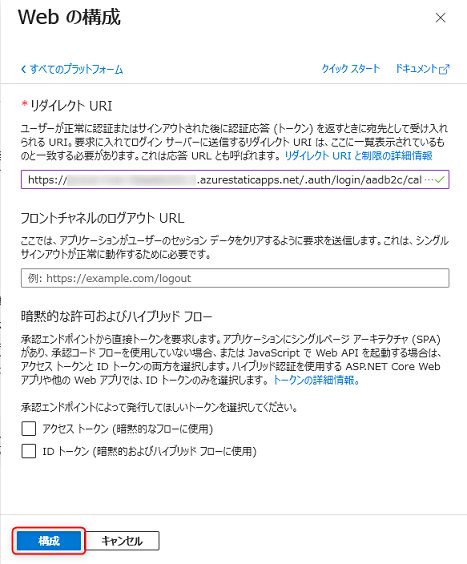 Web の構成
すべてのプラットフォーム クイック スタート ドキュメント
* リダイレクト URI
ユーザーが正常に認証またはサインアウトされた後に認証応答 (トークン) を返すときに宛先として受け入れ
られる URI。要求に入れてログイン サーバーに送信するリダイレクト URI は、ここに一覧表示されているも
のと一致する必要があります。これは応答 URL とも呼ばれます。 リダイレクト URI と制限の詳細情報
https:// .azurestaticapps.net/.auth/login/aadb2c/cal ...
フロントチャネルのログアウト URL
ここでは、アプリケーションがユーザーのセッション データをクリアするように要求を送信します。これは、シングル
サインアウトが正常に動作するために必要です。
例: https://example.com/logout
暗黙的な許可およびハイブリッド フロー
承認エンドポイントから直接トークンを要求します。アプリケーションにシングルページ アーキテクチャ (SPA)
があり、承認コード フローを使用していない場合、または JavaScript で Web API を起動する場合は、
アクセス トークンと ID トークンの両方を選択します。ハイブリッド認証を使用する ASP.NET Core Web
アプリや他の Web アプリでは、ID トークンのみを選択します。 トークンの詳細情報。
承認エンドポイントによって発行してほしいトークンを選択してください。
アクセス トークン (暗黙的なフローに使用)
ID トークン (暗黙的およびハイブリッド フローに使用)
構成 キャンセル